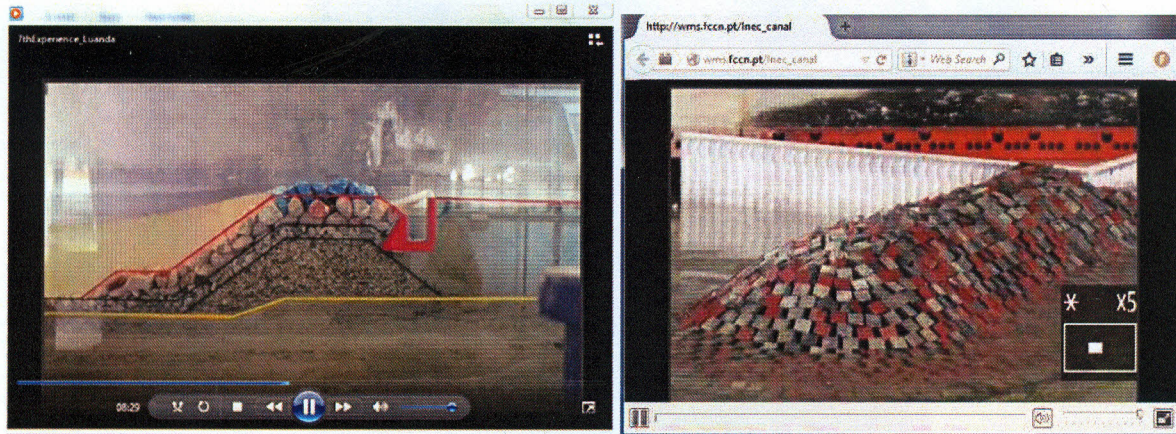 7thExperience_Luanda
08:29
http://wms.fccn.pt/lnec_canal
wms.fccn.pt/lnec_canal
Web Search
X5